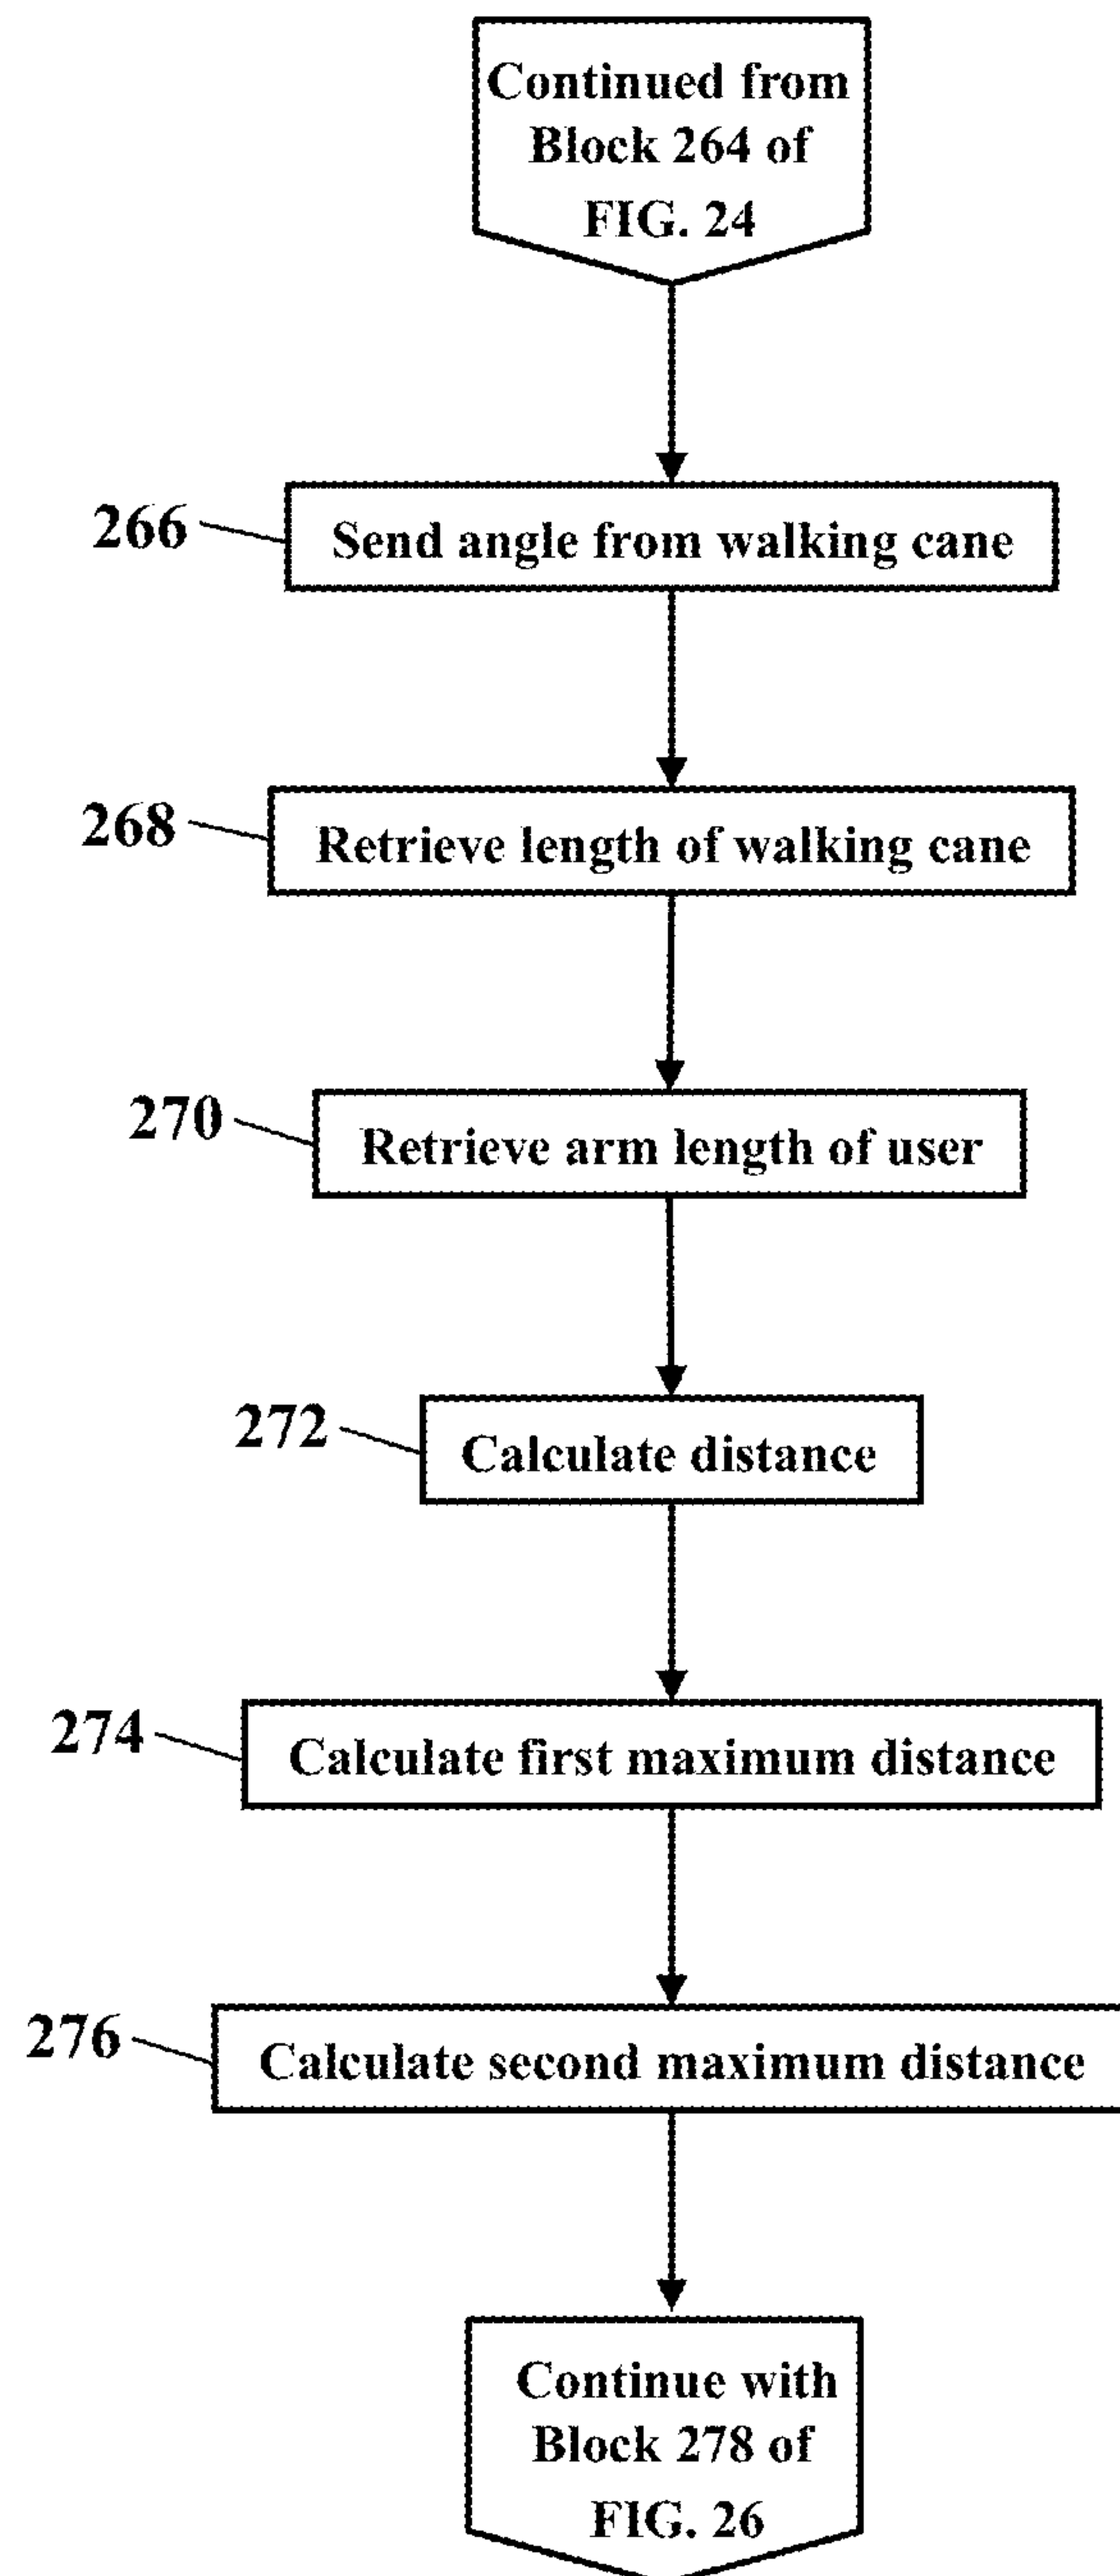 Continued from
Block 264 of
FIG. 24
266
Send angle from walking cane
268
Retrieve length of walking cane
270
Retrieve arm length of user
272
Calculate distance
274
Calculate first maximum distance
276
Calculate second maximum distance
Continue with
Block 278 of
FIG. 26